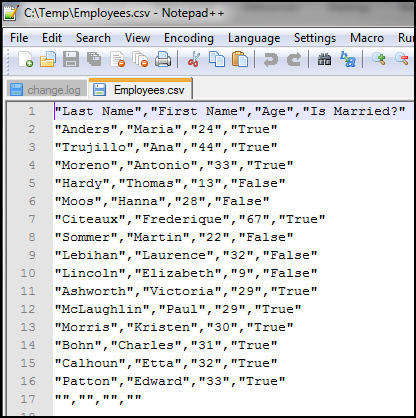 C:\Temp\Employees.csv - Notepad++
File Edit Search View Encoding Language Settings Macro Run
change.log Employees.csv
1 "Last Name","First Name","Age","Is Married?"
2 "Anders","Maria","24","True"
3 "Trujillo","Ana","44","True"
4 "Moreno","Antonio","33","True"
5 "Hardy","Thomas","13","False"
6 "Moos","Hanna","28","False"
7 "Citeaux","Frederique","67","True"
8 "Sommer","Martin","22","False"
9 "Lebihan","Laurence","32","False"
10 "Lincoln","Elizabeth","9","False"
11 "Ashworth","Victoria","29","True"
12 "McLaughlin","Paul","29","True"
13 "Morris","Kristen","30","True"
14 "Bohn","Charles","31","True"
15 "Calhoun","Etta","32","True"
16 "Patton","Edward","33","True"
17 "","","",""